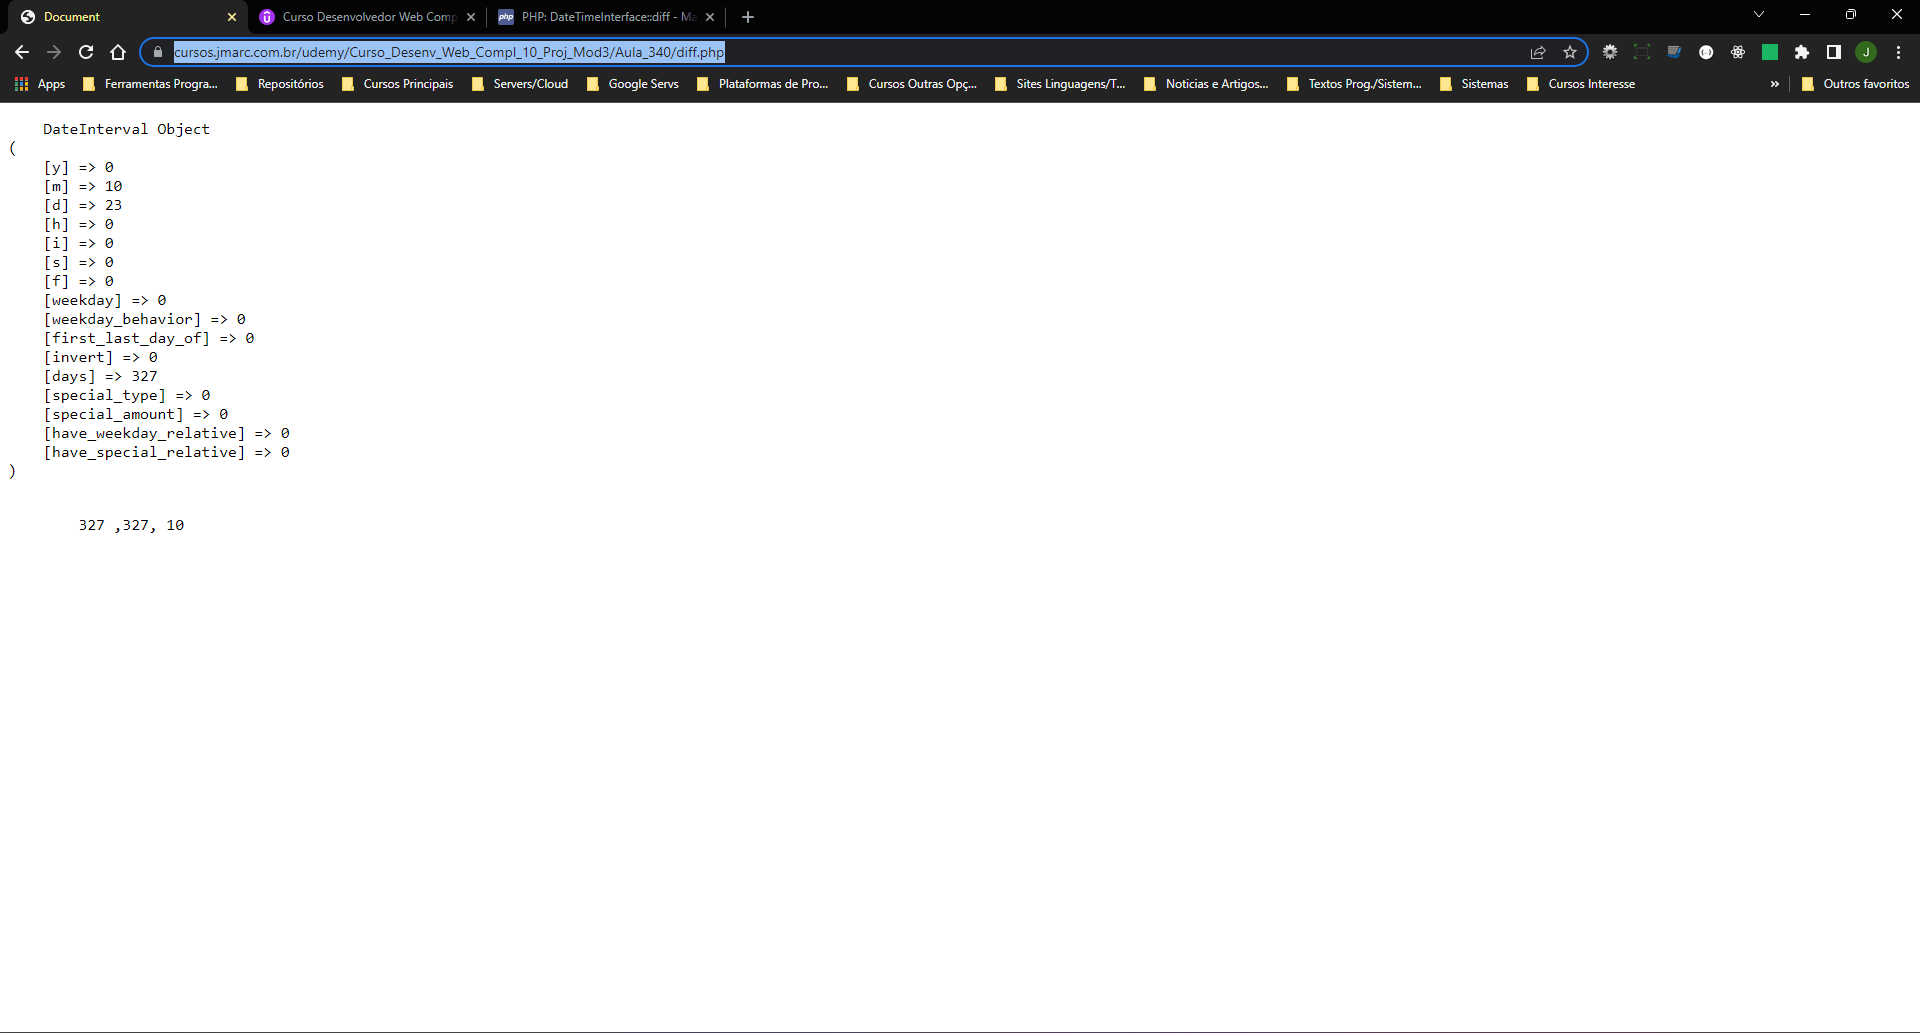 Document
Curso Desenvolvedor Web Comp
php PHP: DateTimeInterface::diff - Ma
cursos.jmarc.com.br/udemy/Curso_Desenv_Web_Compl_10_Proj_Mod3/Aula_340/diff.php
J
Apps Ferramentas Progra... Repositórios Cursos Principais Servers/Cloud Google Servs Plataformas de Pro... Cursos Outras Opç... Sites Linguagens/T... Noticias e Artigos... Textos Prog./Sistem... Sistemas Cursos Interesse » Outros favoritos
DateInterval Object
(
[y] => 0
[m] => 10
[d] => 23
[h] => 0
[i] => 0
[s] => 0
[f] => 0
[weekday] => 0
[weekday_behavior] => 0
[first_last_day_of] => 0
[invert] => 0
[days] => 327
[special_type] => 0
[special_amount] => 0
[have_weekday_relative] => 0
[have_special_relative] => 0
)
327 ,327, 10